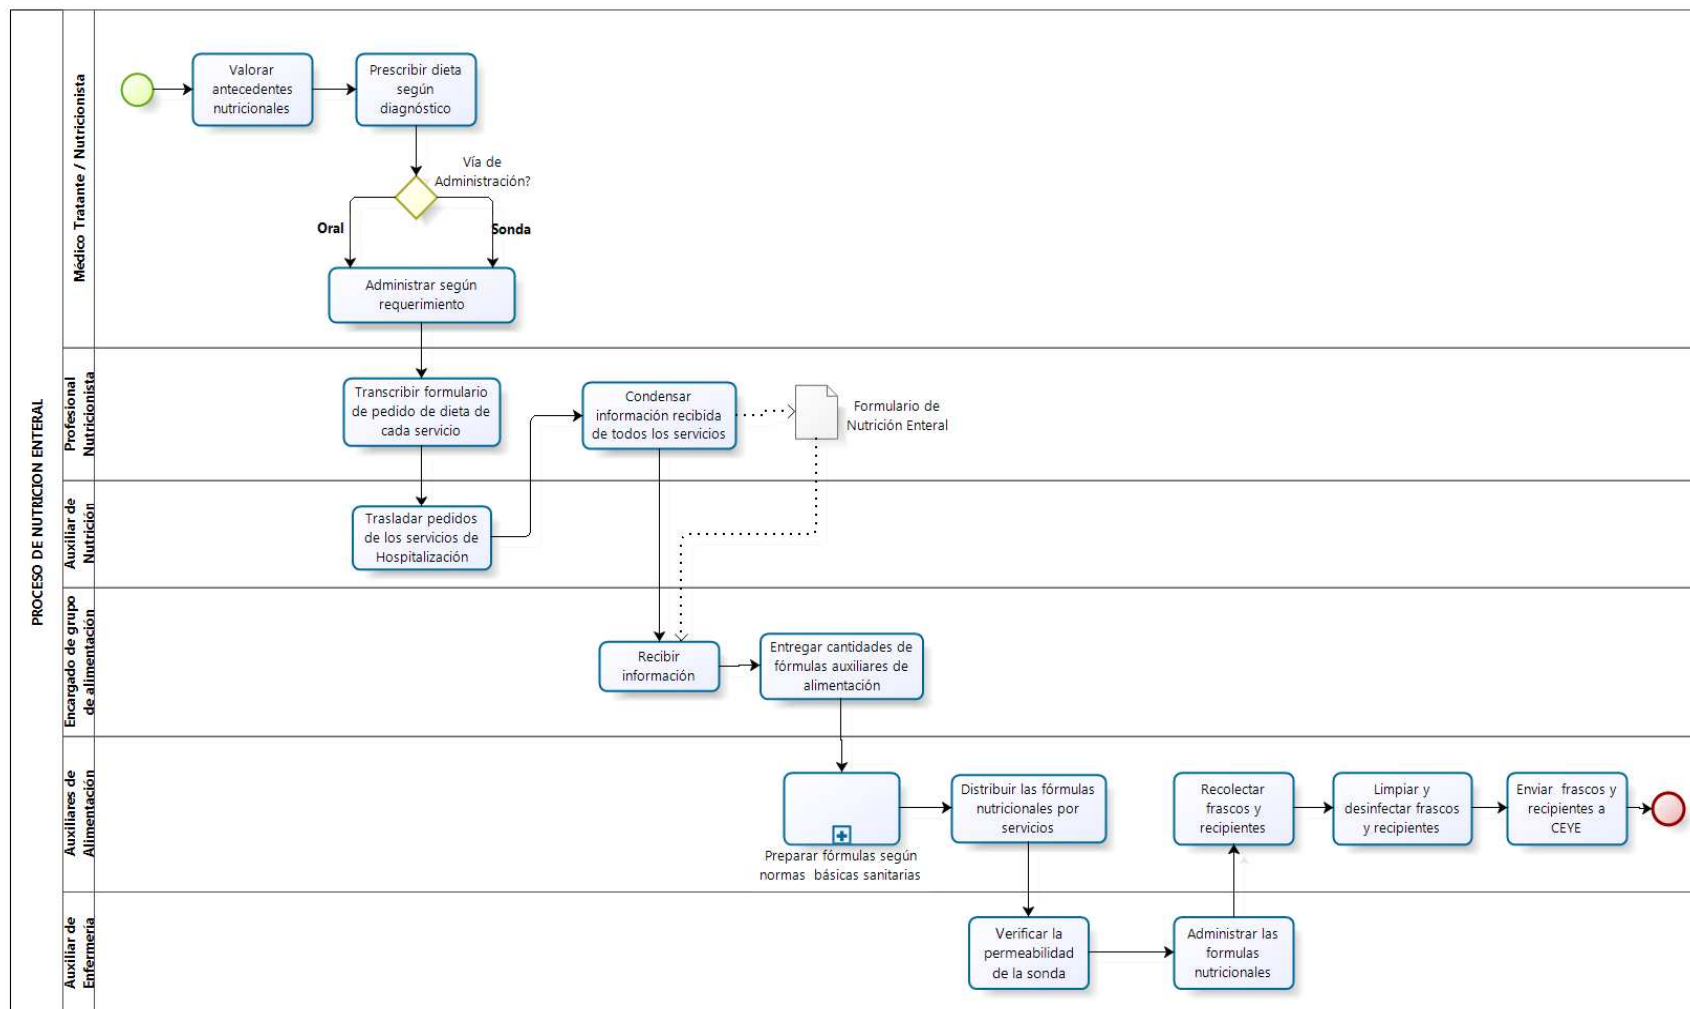 PROCESO DE NUTRICION ENTERAL
Médico Tratante / Nutricionista
Valorar
antecedentes
nutricionales
Prescribir dieta
según
diagnóstico
Vía de
Administración?
Oral
Sonda
Administrar según
requerimiento
Profesional
Nutricionista
Transcribir formulario
de pedido de dieta de
cada servicio
Condensar
información recibida
de todos los servicios
Formulario de
Nutrición Enteral
Auxiliar de
Nutrición
Trasladar pedidos
de los servicios de
Hospitalización
Encargado de grupo
de alimentación
Recibir
información
Entregar cantidades de
fórmulas auxiliares de
alimentación
Auxiliares de
Alimentación
Preparar fórmulas según
normas básicas sanitarias
Distribuir las fórmulas
nutricionales por
servicios
Recolectar
frascos y
recipientes
Limpiar y
desinfectar frascos
y recipientes
Enviar frascos y
recipientes a
CEYE
Auxiliar de
Enfermería
Verificar la
permeabilidad
de la sonda
Administrar las
formulas
nutricionales